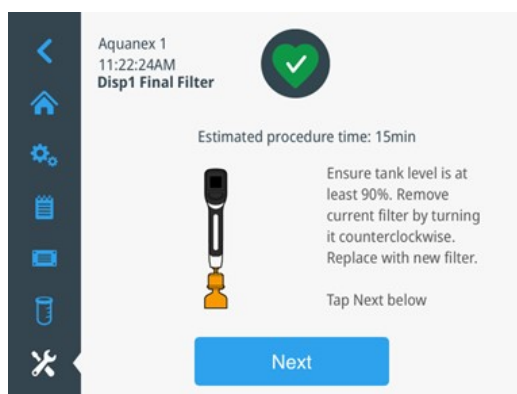 Aquanex 1
11:22:24AM
Disp1 Final Filter
Estimated procedure time: 15min
Ensure tank level is at
least 90%. Remove
current filter by turning
it counterclockwise.
Replace with new filter.
Tap Next below
Next